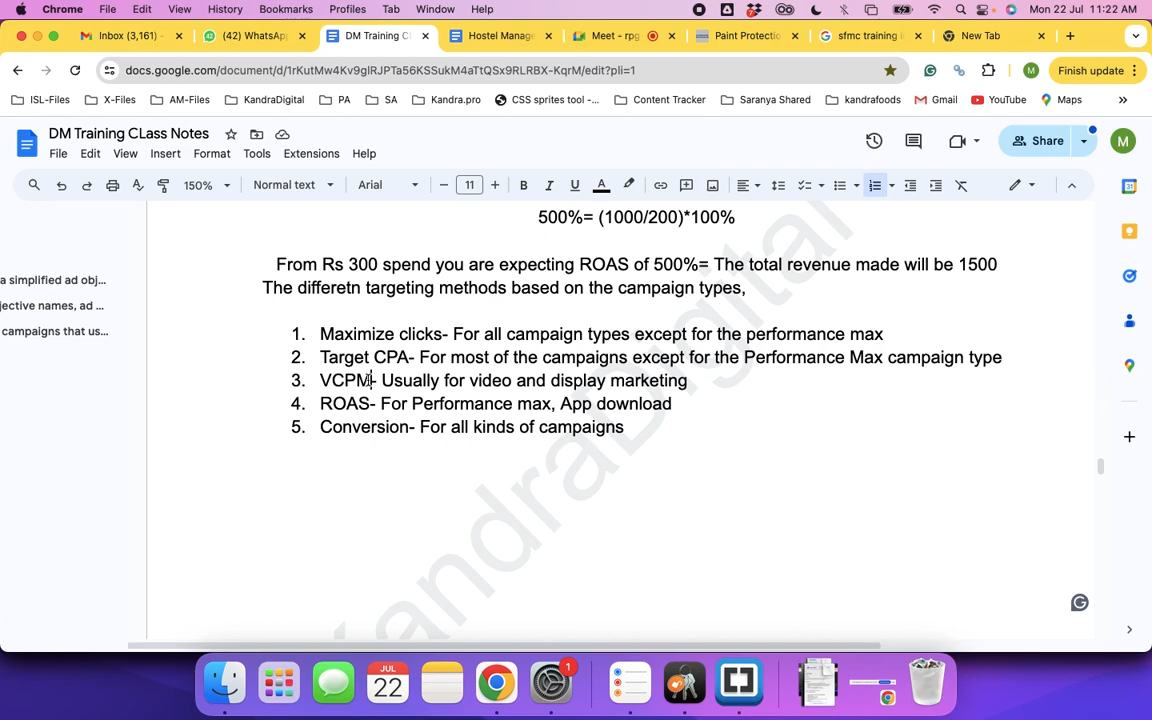 Chrome File Edit View History Bookmarks Profiles Tab Window Help Mon 22 Jul 11:22 AM
Inbox (3,161) - (42) WhatsApp DM Training C Hostel Manage Meet - rpg Paint Protectio sfmc training i New Tab
docs.google.com/document/d/1rKutMw4Kv9glRJPTa56KSSukM4aTtQSx9RLRBX-KqrM/edit?pli=1 M Finish update
ISL-Files X-Files AM-Files KandraDigital PA SA Kandra.pro CSS sprites tool -... Content Tracker Saranya Shared kandrafoods Gmail YouTube Maps »
DM Training CLass Notes
File Edit View Insert Format Tools Extensions Help
Share M
150% Normal text Arial - 11 + B I U A
500%= (1000/200)*100%
From Rs 300 spend you are expecting ROAS of 500%= The total revenue made will be 1500
a simplified ad obj...
The differetn targeting methods based on the campaign types,
jective names, ad ...
campaigns that us...
1. Maximize clicks- For all campaign types except for the performance max
2. Target CPA- For most of the campaigns except for the Performance Max campaign type
3. VCPM- Usually for video and display marketing
4. ROAS- For Performance max, App download
5. Conversion- For all kinds of campaigns
KandraDigital
KandraDigital
JUL
22
1